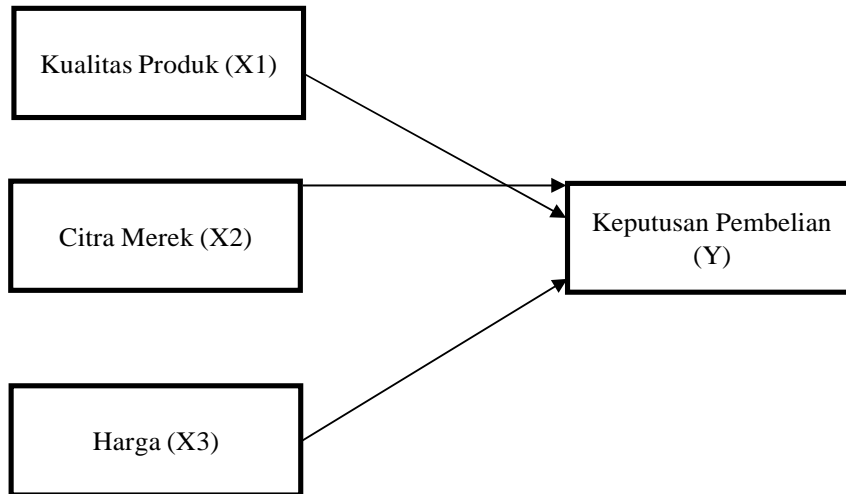 Kualitas Produk (X1)
Citra Merek (X2)
Keputusan Pembelian
(Y)
Harga (X3)